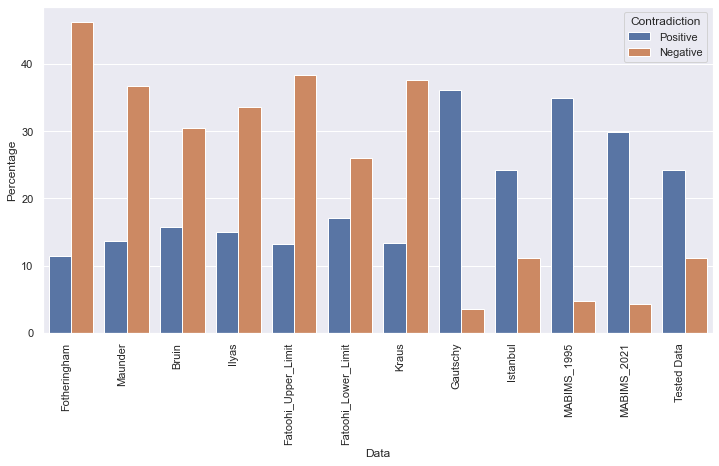 Contradiction
Positive
Negative
Percentage
40
30
20
10
0
Fotheringham
Maunder
Bruin
Ilyas
Fatoohi_Upper_Limit
Fatoohi_Lower_Limit
Kraus
Gautschy
Istanbul
MABIMS_1995
MABIMS_2021
Tested Data
Data